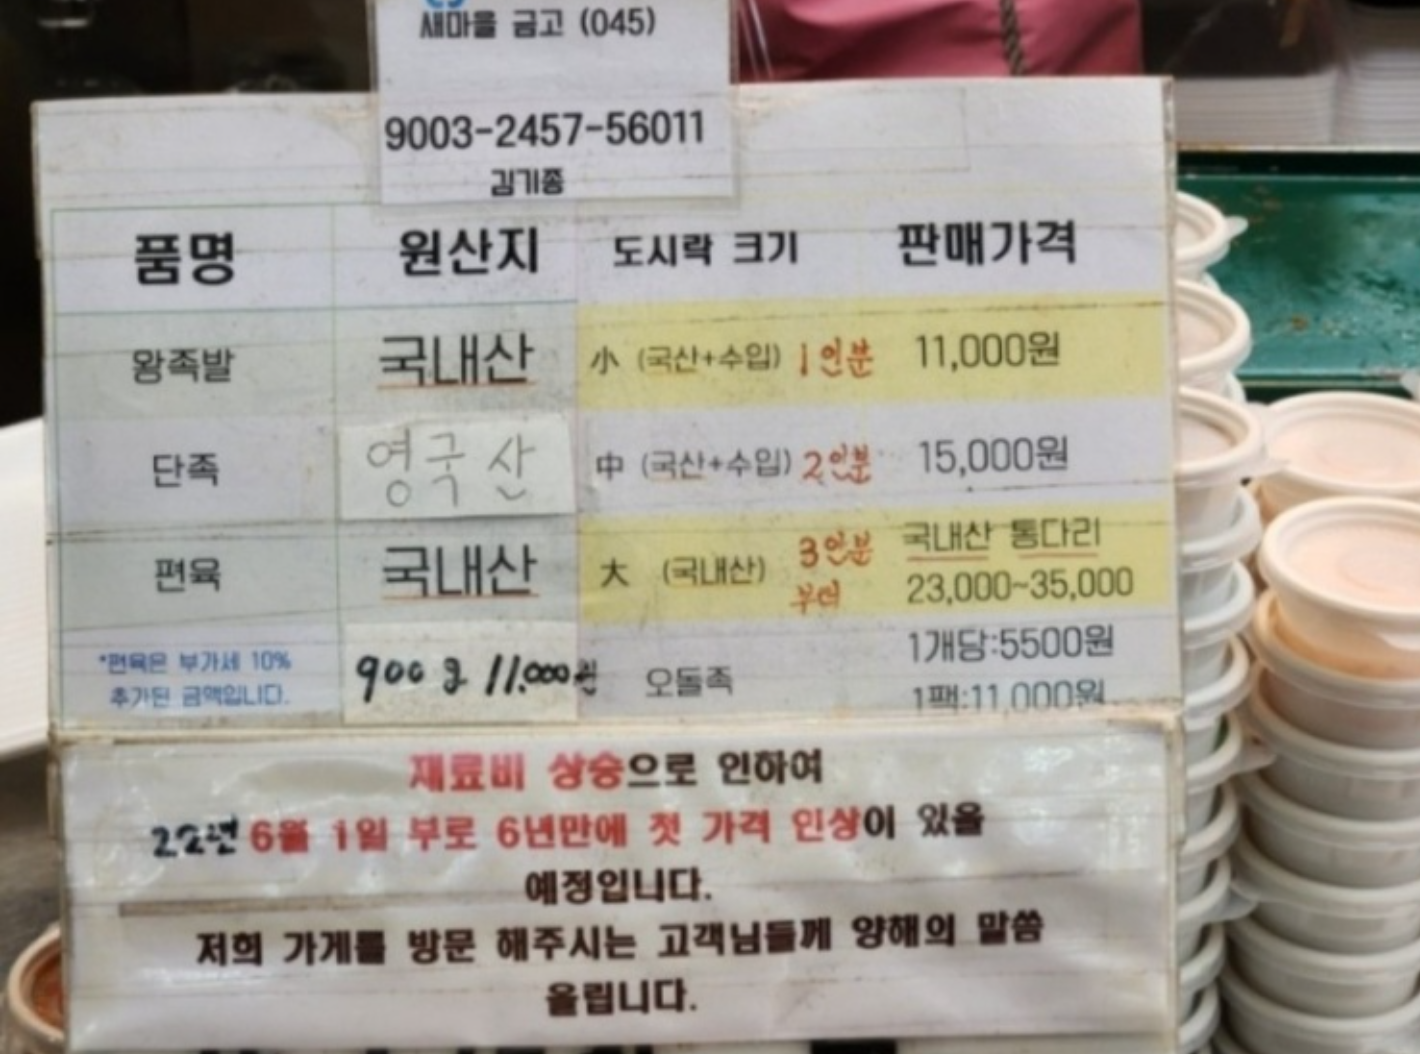 새마을 금고 (045)
9003-2457-56011
김기종
품명 원산지 도시락 크기 판매가격
왕족발 국내산 小 (국산+수입) 1인분 11,000원
단족 영국산 中 (국산+수입) 2인분 15,000원
편육 국내산 大 (국내산) 3인분 부터 국내산 통다리
23,000~35,000
*편육은 부가세 10%
추가된 금액입니다.
900g 11.000원
오돌족 1개당:5500원
1팩:11,000원
재료비 상승으로 인하여
22년 6월 1일 부로 6년만에 첫 가격 인상이 있을
예정입니다.
저희 가게를 방문 해주시는 고객님들께 양해의 말씀
올립니다.